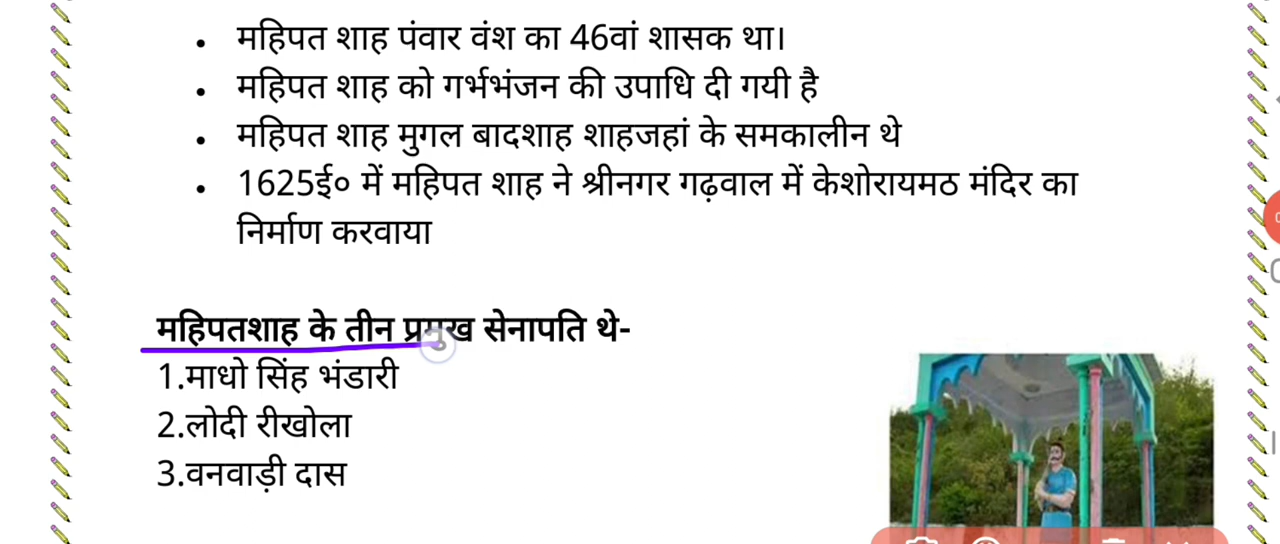 महिपत शाह पंवार वंश का 46वां शासक था।
महिपत शाह को गर्भभंजन की उपाधि दी गयी है
महिपत शाह मुगल बादशाह शाहजहां के समकालीन थे
1625ई० में महिपत शाह ने श्रीनगर गढ़वाल में केशोरायमठ मंदिर का
निर्माण करवाया
महिपतशाह के तीन प्रमुख सेनापति थे-
1.माधो सिंह भंडारी
2.लोदी रीखोला
3.वनवाड़ी दास